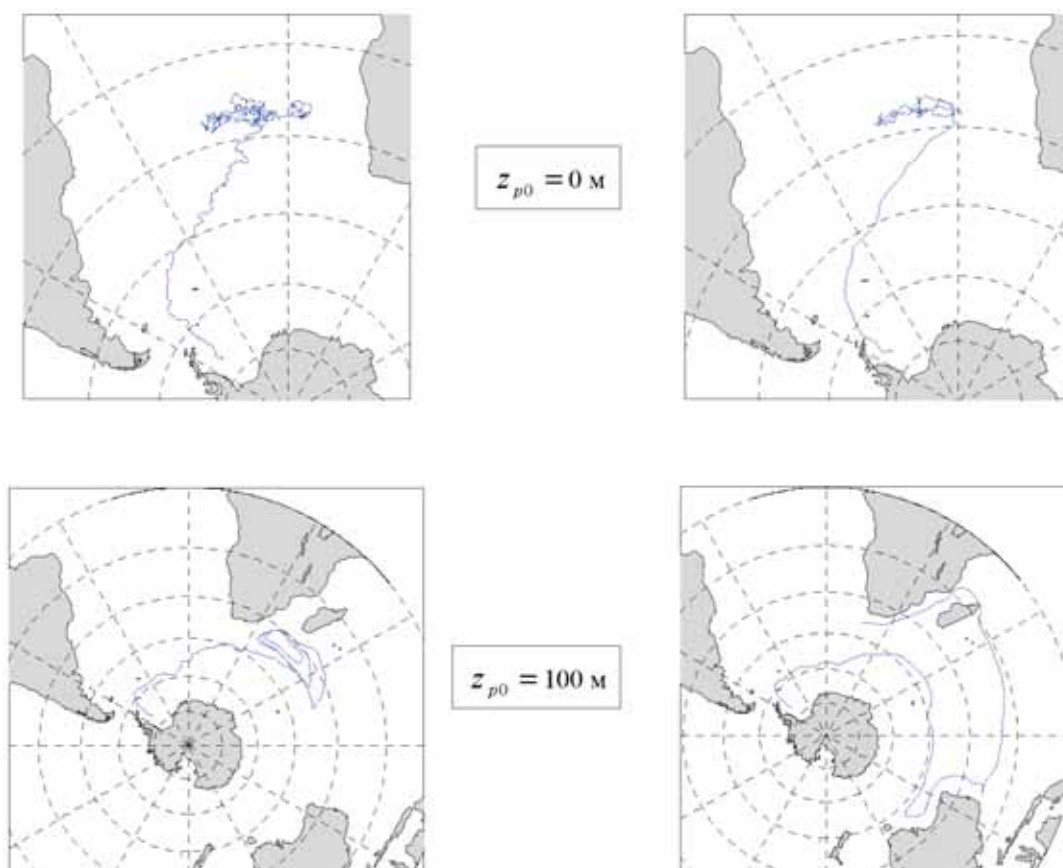 z_{p0} = 0 м
z_{p0} = 100 м